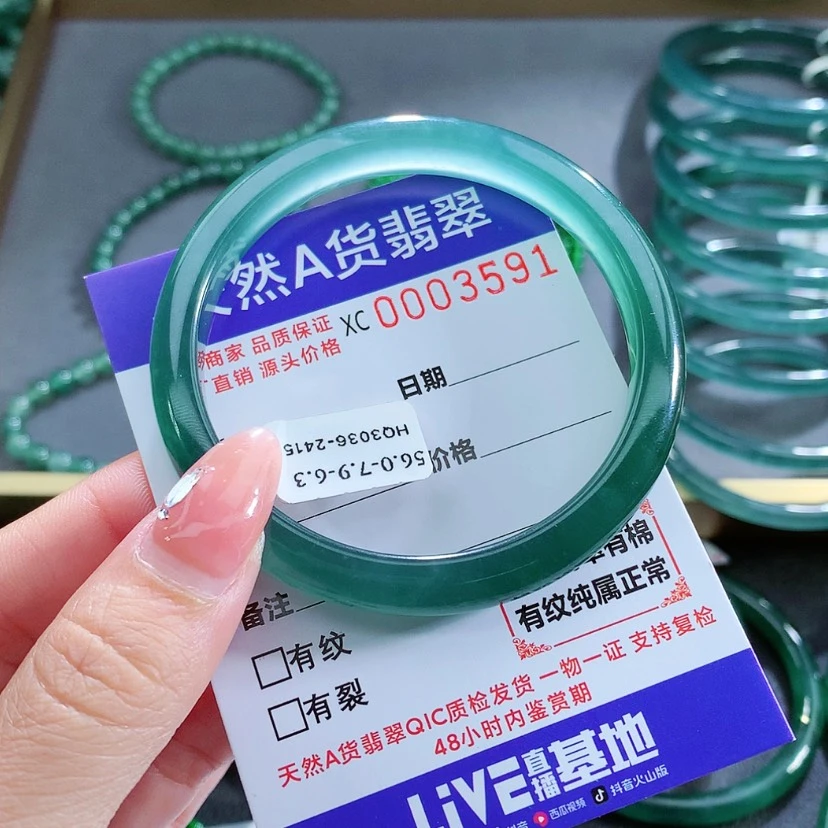 然A货翡翠
XC 0003591
商家 品质保证
直销 源头价格
日期
价格
56.0-7.9-6.3
HQ3036-2415
有棉
有纹纯属正常
备注
有纹
有裂
天然A货翡翠QIC质检发货 一物一证 支持复检
48小时内鉴赏期
LiVE直播基地
抖音 西瓜视频 抖音火山版